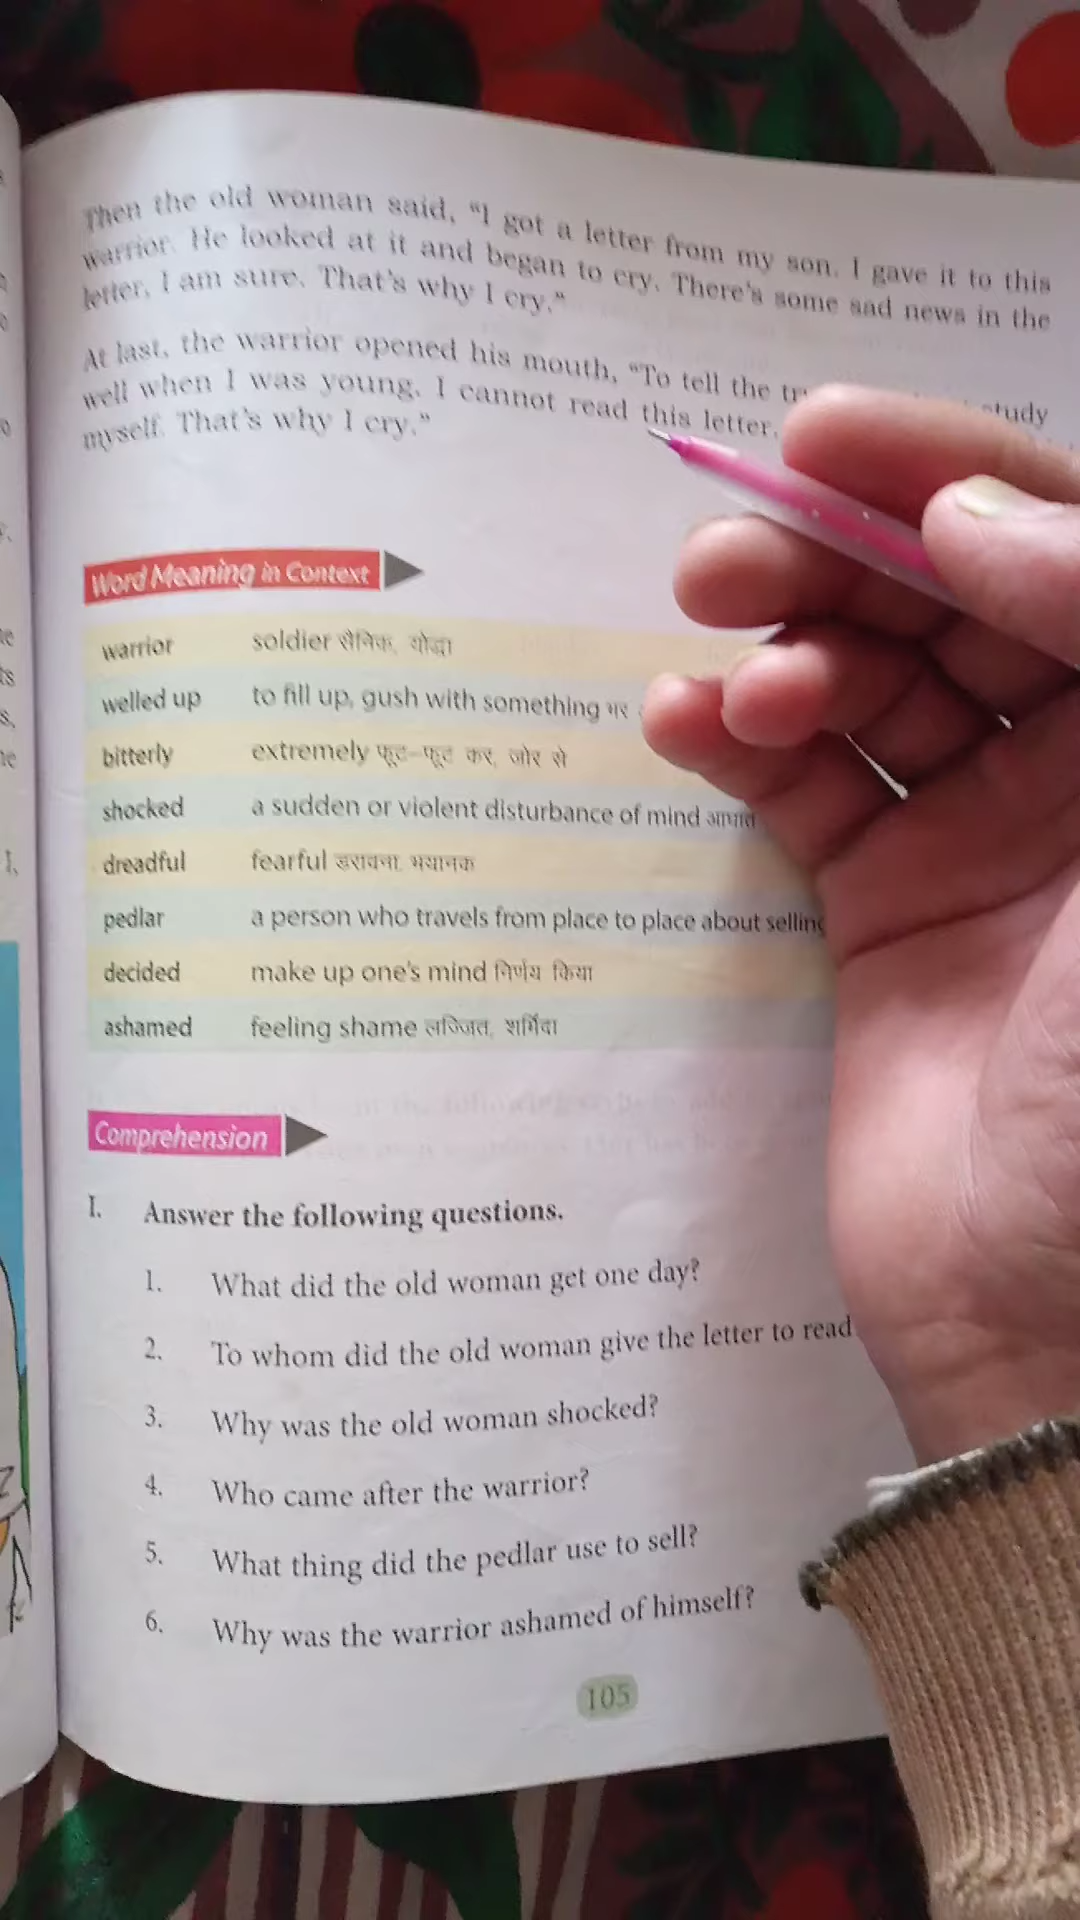 Then the old woman said, "I got a letter from my son. I gave it to this
warrior. He looked at it and began to cry. There's some sad news in the
letter, I am sure. That's why I cry."
At last, the warrior opened his mouth, "To tell the study
well when I was young. I cannot read this letter.
myself. That's why I cry."
Word Meaning in Context
warrior soldier सैनिक, योद्धा
welled up to fill up, gush with something भर
bitterly extremely फूट-फूट कर, जोर से
shocked a sudden or violent disturbance of mind आघात
dreadful fearful डरावना, भयानक
pedlar a person who travels from place to place about selling
decided make up one's mind निर्णय किया
ashamed feeling shame लज्जित, शर्मिंदा
Comprehension
I. Answer the following questions.
1. What did the old woman get one day?
2. To whom did the old woman give the letter to read
3. Why was the old woman shocked?
4. Who came after the warrior?
5. What thing did the pedlar use to sell?
6. Why was the warrior ashamed of himself?
105